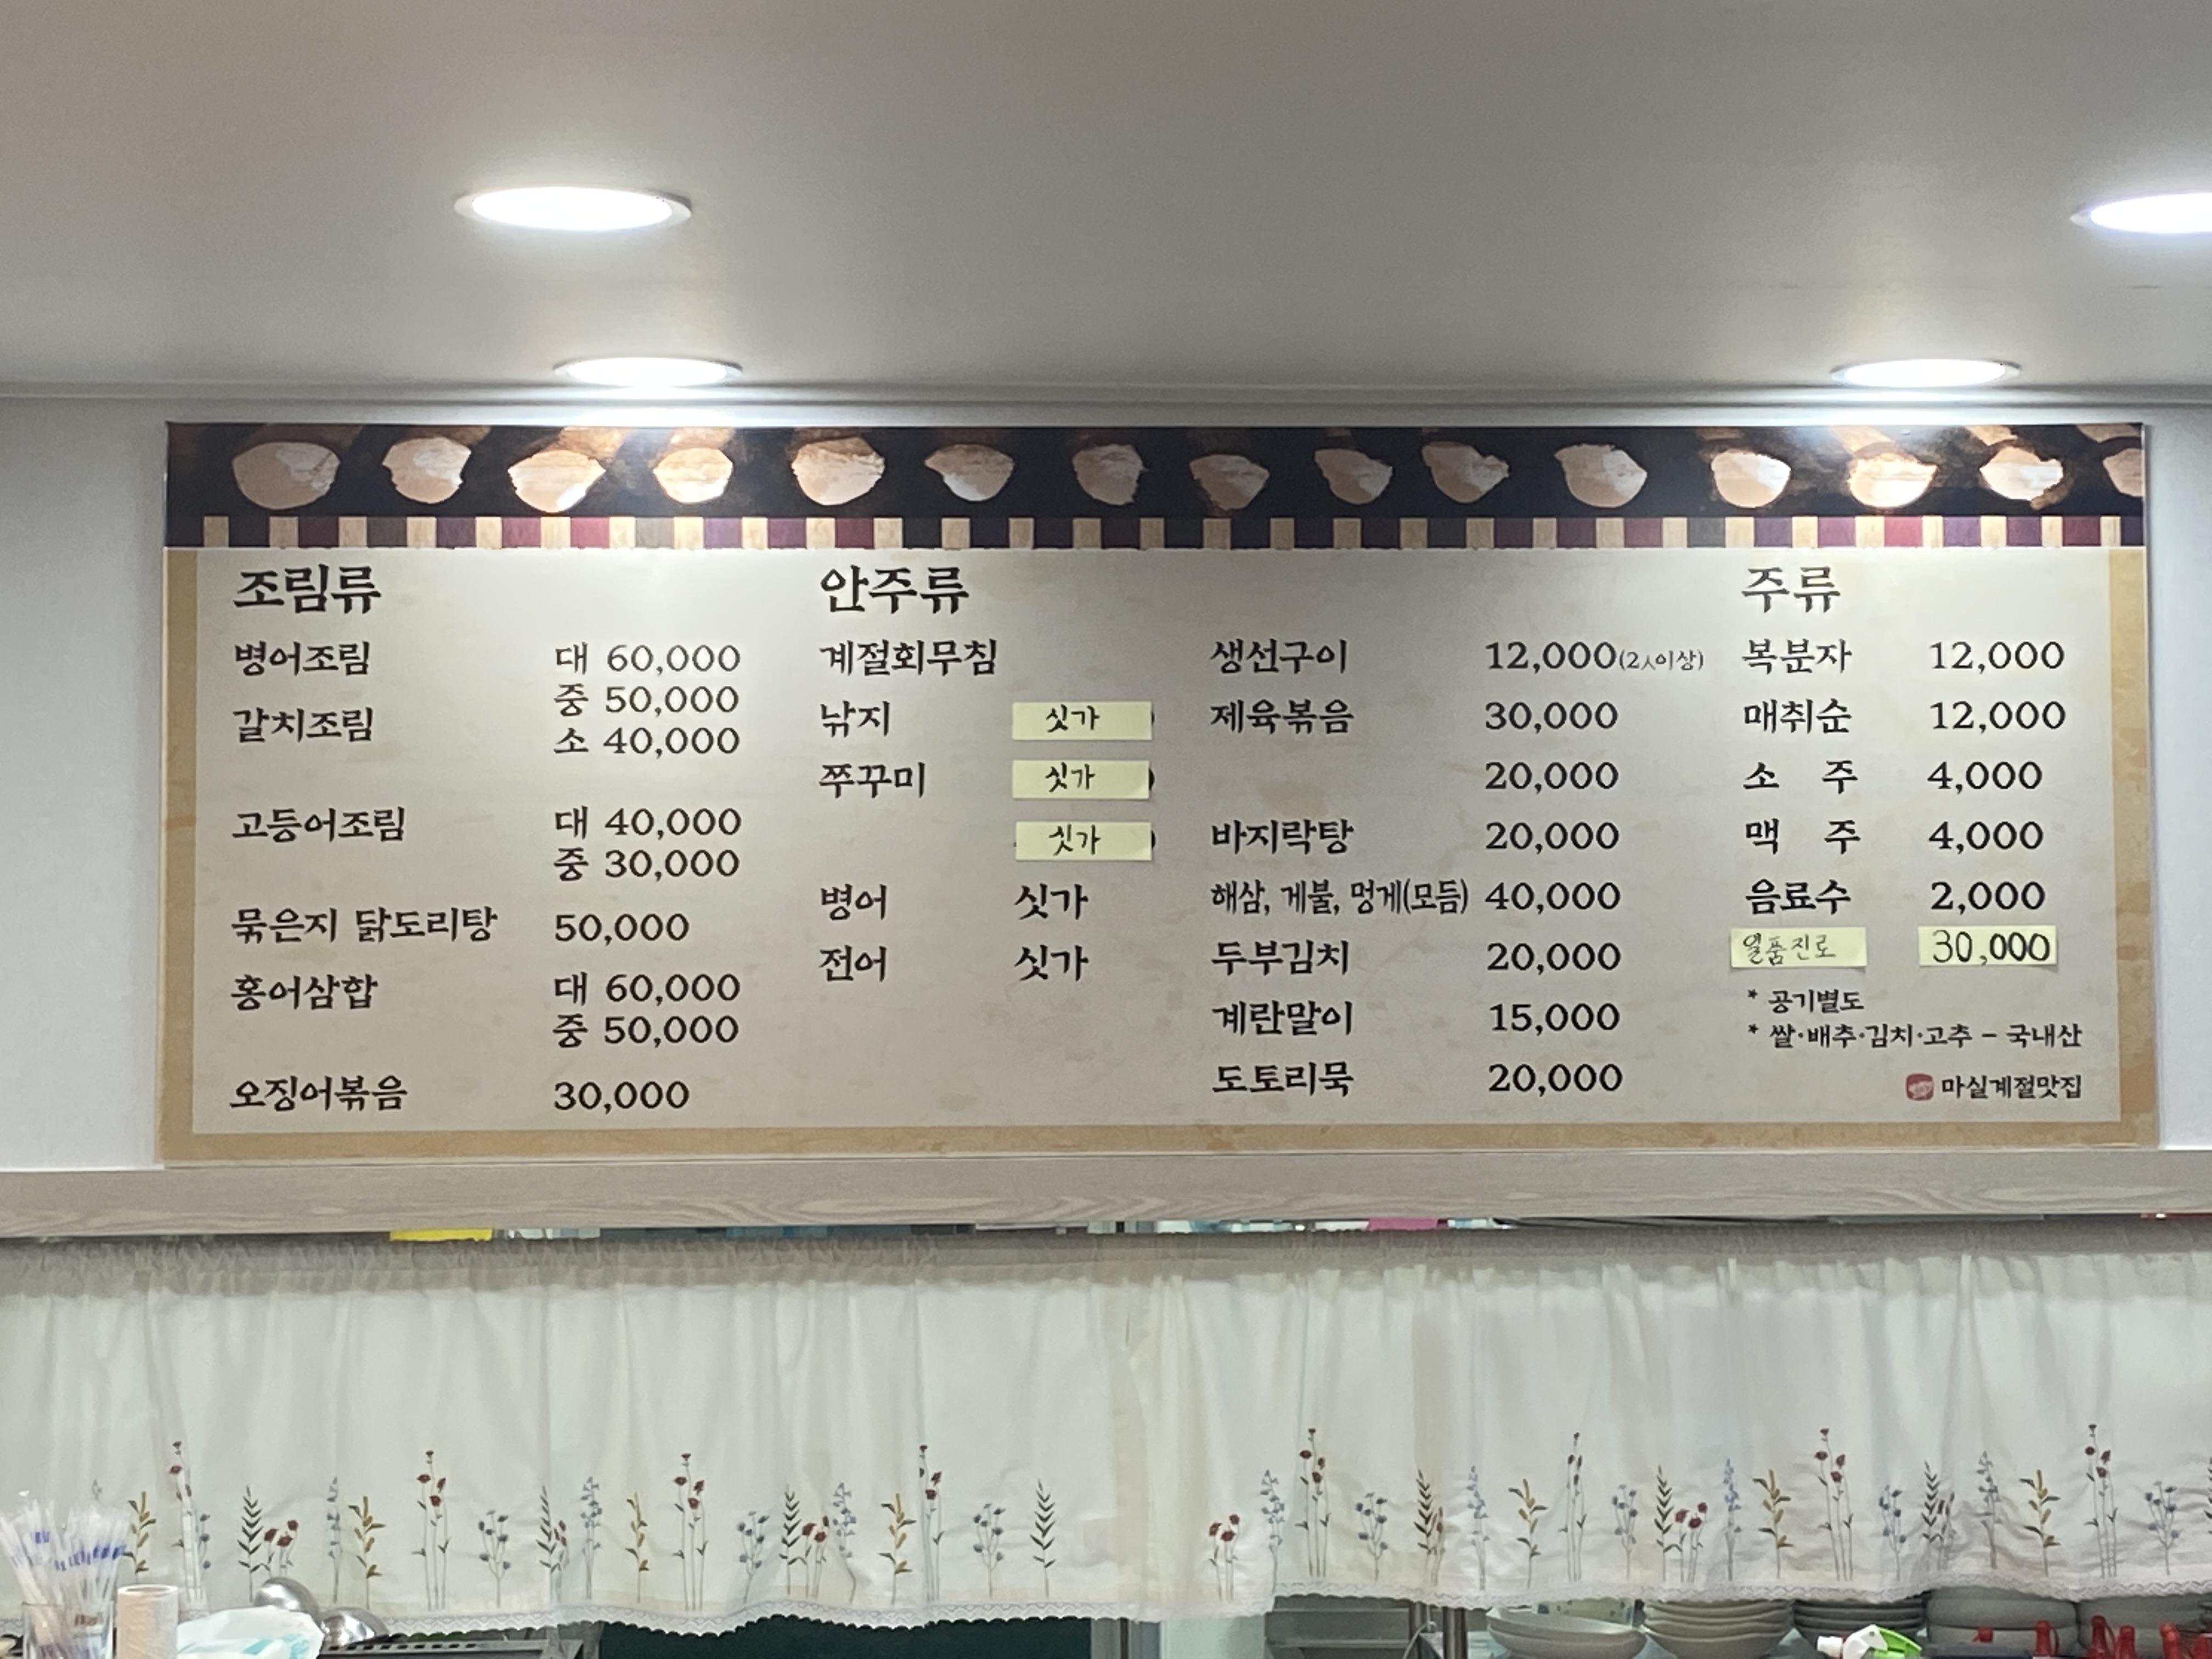 조림류
병어조림 대 60,000
중 50,000
갈치조림
소 40,000
고등어조림 대 40,000
중 30,000
묵은지 닭도리탕 50,000
홍어삼합 대 60,000
중 50,000
오징어볶음 30,000
안주류
계절회무침
낚지 싯가
쭈꾸미 싯가
싯가
병어 싯가
전어 싯가
생선구이 12,000(2人이상)
제육볶음 30,000
20,000
바지락탕 20,000
해삼, 게불, 멍게(모듬) 40,000
두부김치 20,000
계란말이 15,000
도토리묵 20,000
주류
복분자 12,000
매취순 12,000
소 주 4,000
맥 주 4,000
음료수 2,000
일품진로 30,000
* 공기별도
* 쌀·배추·김치·고추 - 국내산
마실계절맛집